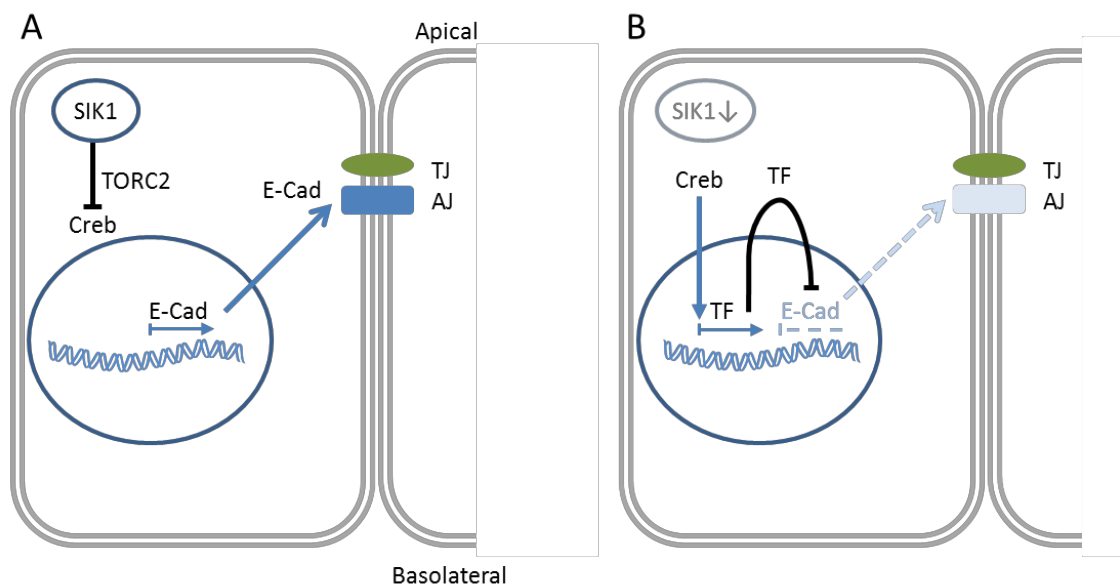 A
Apical
SIK1
TORC2
Creb
E-Cad
TJ
AJ
E-Cad
Basolateral
B
SIK1↓
Creb
TF
TJ
AJ
TF
E-Cad